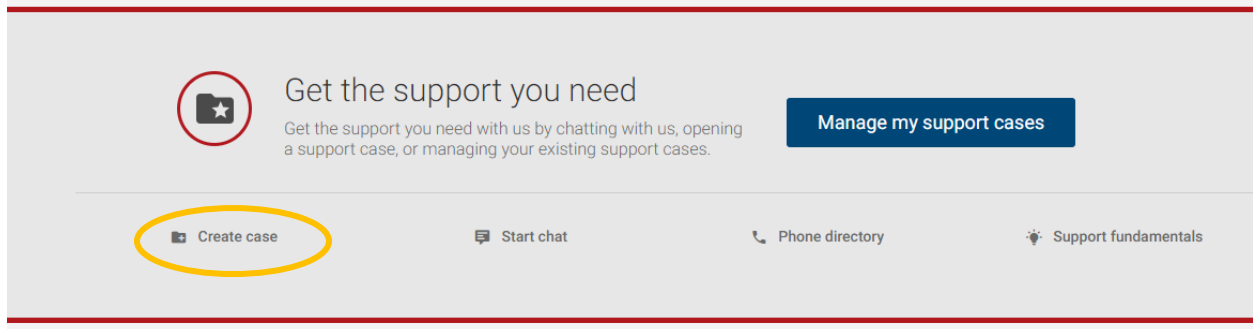 Get the support you need
Get the support you need with us by chatting with us, opening
a support case, or managing your existing support cases.
Manage my support cases
Create case
Start chat
Phone directory
Support fundamentals